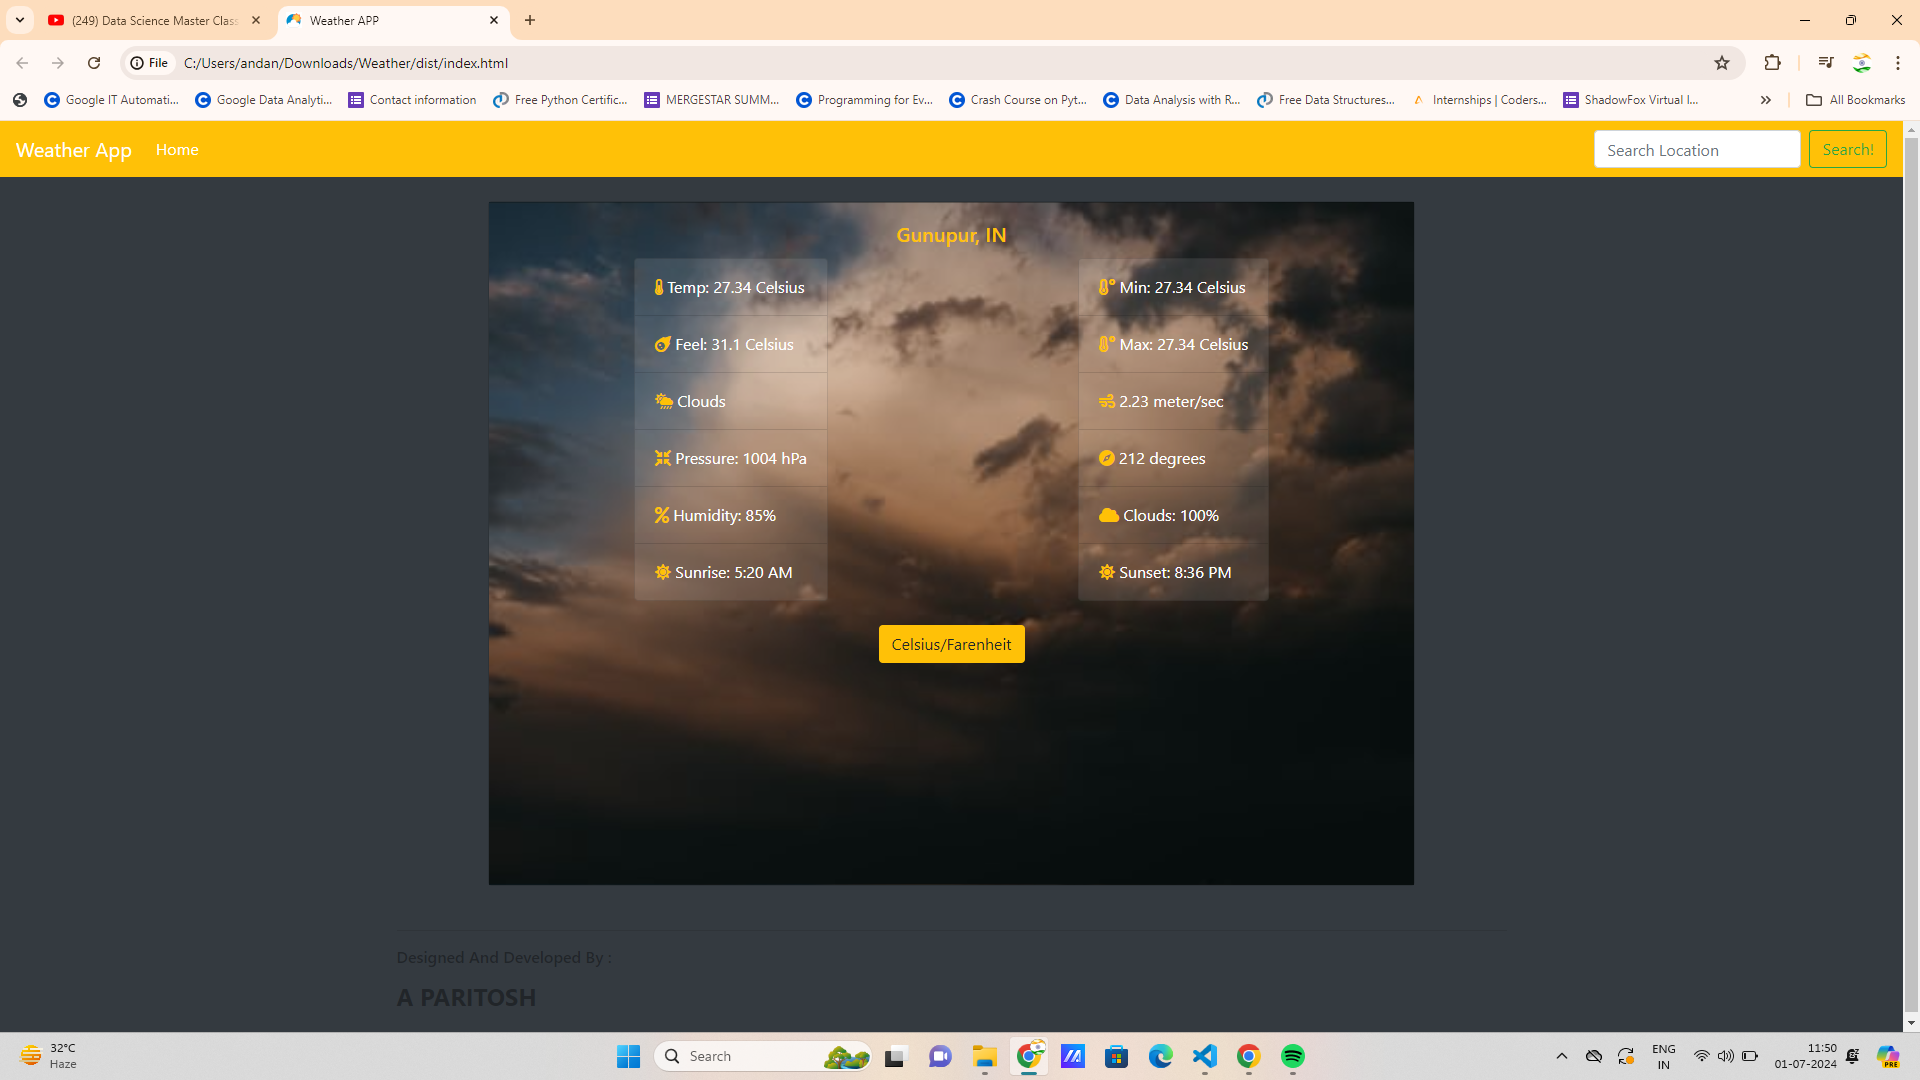 (249) Data Science Master Class
Weather APP
File
C:/Users/andan/Downloads/Weather/dist/index.html
Google IT Automati...
Google Data Analyti...
Contact information
Free Python Certific...
MERGESTAR SUMM...
Programming for Ev...
Crash Course on Pyt...
Data Analysis with R...
Free Data Structures...
Internships | Coders...
ShadowFox Virtual I...
All Bookmarks
Weather App
Home
Search Location
Search!
Gunupur, IN
Temp: 27.34 Celsius
Min: 27.34 Celsius
Feel: 31.1 Celsius
Max: 27.34 Celsius
Clouds
2.23 meter/sec
Pressure: 1004 hPa
212 degrees
Humidity: 85%
Clouds: 100%
Sunrise: 5:20 AM
Sunset: 8:36 PM
Celsius/Farenheit
Designed And Developed By :
A PARITOSH
32°C
Haze
Search
ENG
IN
11:50
01-07-2024
PRE